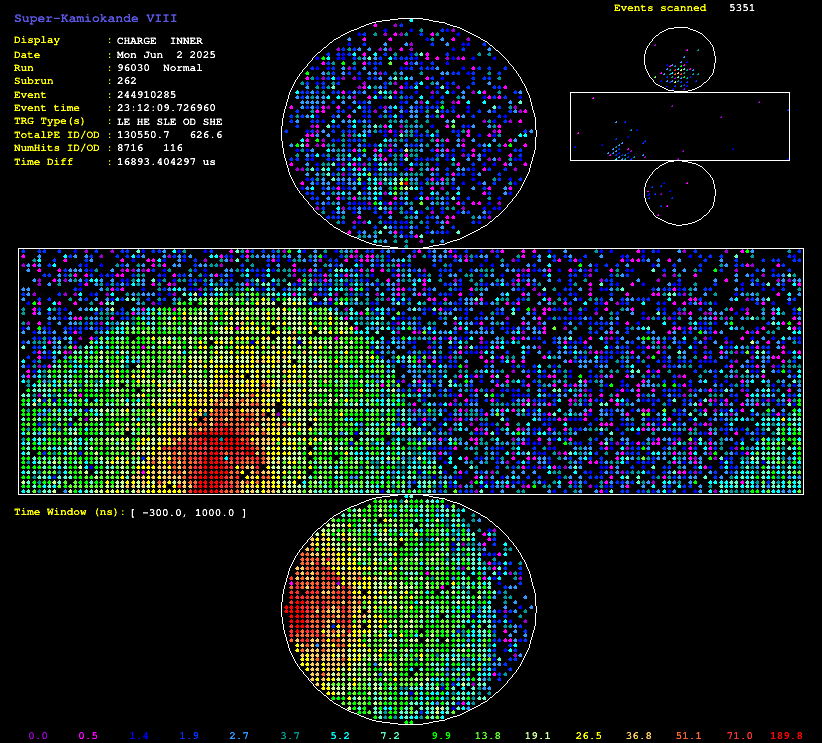 Super-Kamiokande VIII
Events scanned 5351
Display : CHARGE INNER
Date : Mon Jun 2 2025
Run : 96030 Normal
Subrun : 262
Event : 244910285
Event time : 23:12:09.726960
TRG Type(s) : LE HE SLE OD SHE
TotalPE ID/OD : 130550.7 626.6
NumHits ID/OD : 8716 116
Time Diff : 16893.404297 us
Time Window (ns): [ -300.0, 1000.0 ]
0.0 0.5 1.4 1.9 2.7 3.7 5.2 7.2 9.9 13.8 19.1 26.5 36.8 51.1 71.0 189.8